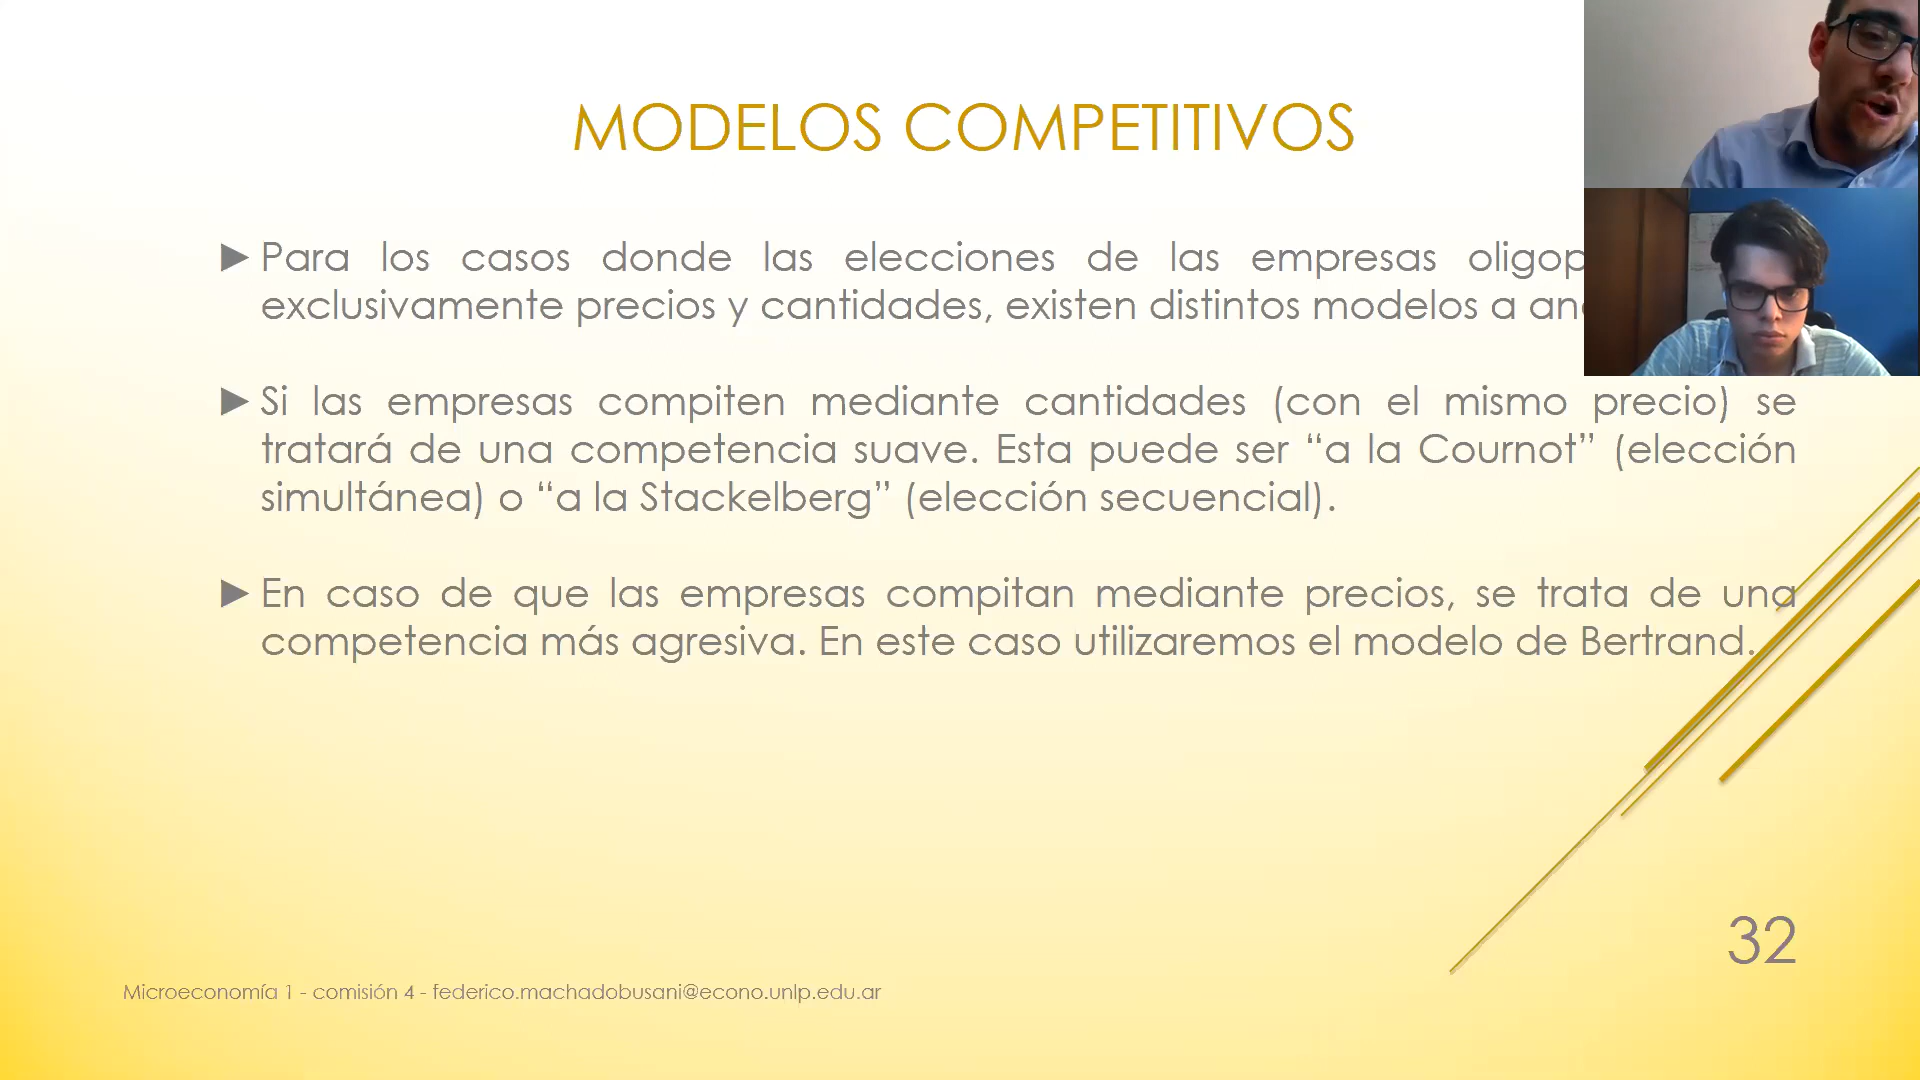 MODELOS COMPETITIVOS
Para los casos donde las elecciones de las empresas
exclusivamente precios y cantidades, existen distintos modelos a
Si las empresas compiten mediante cantidades (con el mismo precio) se
tratará de una competencia suave. Esta puede ser “a la Cournot” (elección
simultánea) o “a la Stackelberg” (elección secuencial).
En caso de que las empresas compitan mediante precios, se trata de una
competencia más agresiva. En este caso utilizaremos el modelo de Bertrand.
32
Microeconomía 1 - comisión 4 - federico.machadobusani@econo.unlp.edu.ar